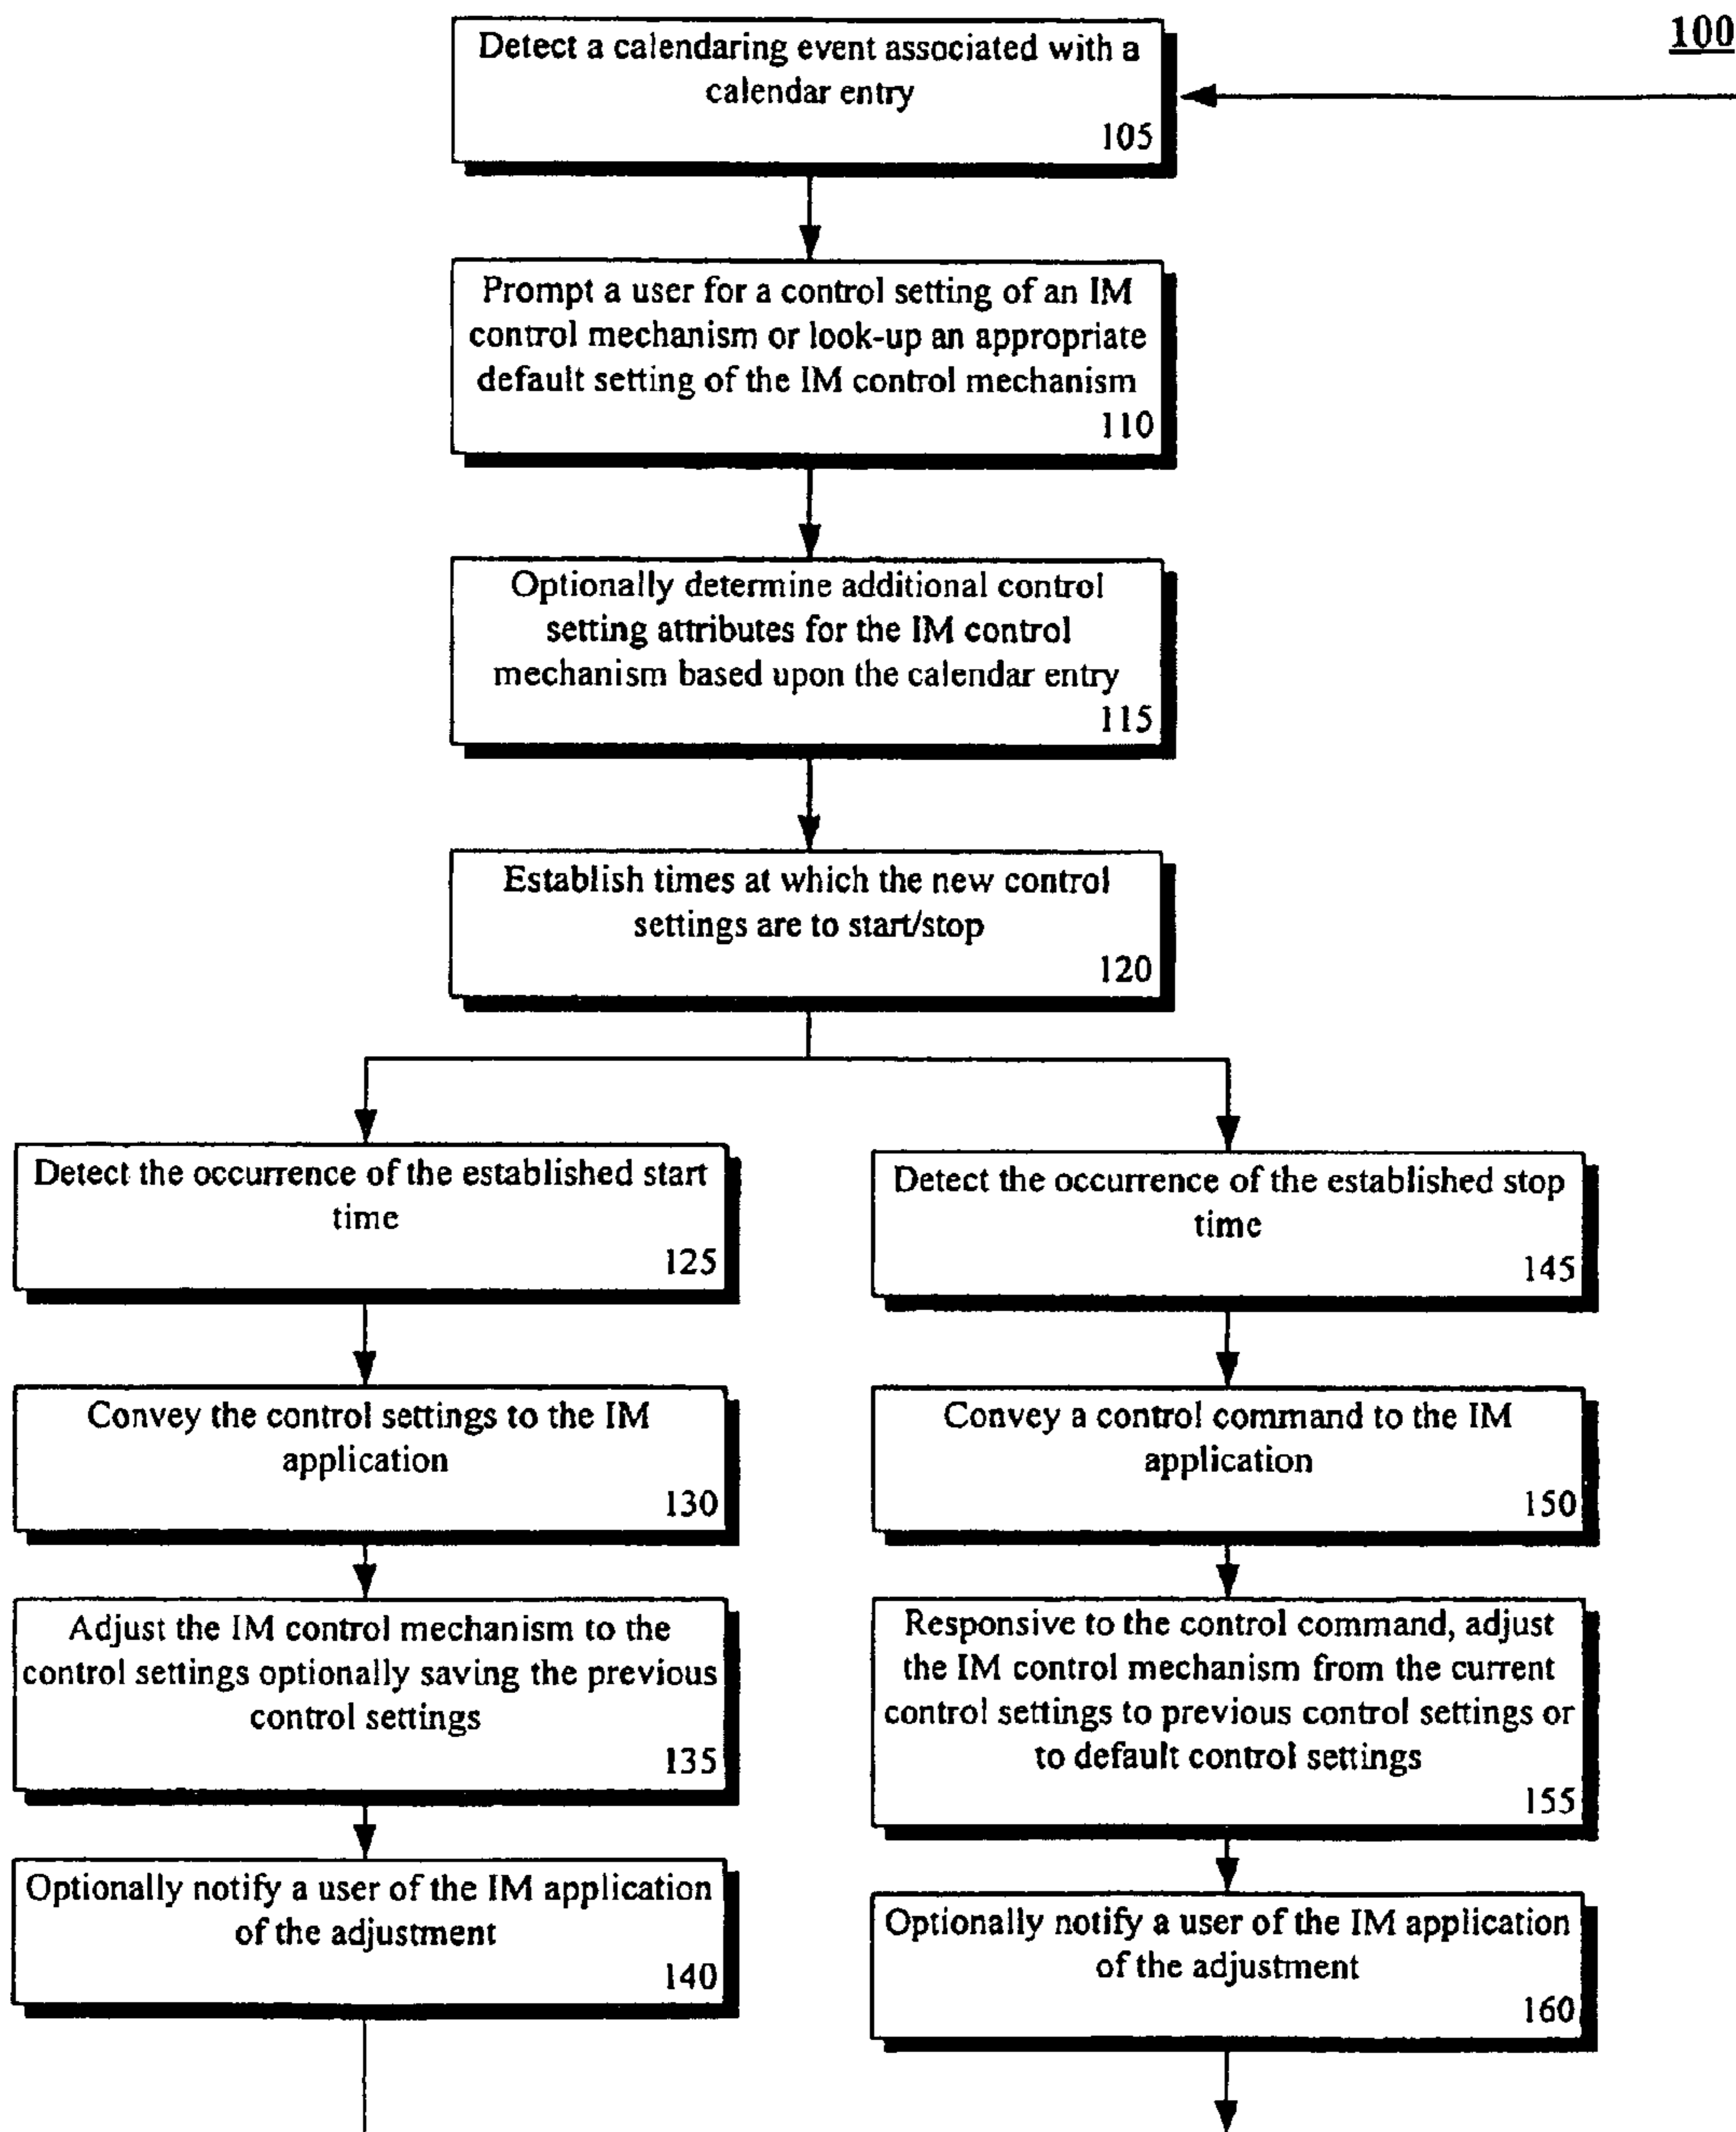 100
Detect a calendaring event associated with a
calendar entry
105
Prompt a user for a control setting of an IM
control mechanism or look-up an appropriate
default setting of the IM control mechanism
110
Optionally determine additional control
setting attributes for the IM control
mechanism based upon the calendar entry
115
Establish times at which the new control
settings are to start/stop
120
Detect the occurrence of the established start
time
125
Convey the control settings to the IM
application
130
Adjust the IM control mechanism to the
control settings optionally saving the previous
control settings
135
Optionally notify a user of the IM application
of the adjustment
140
Detect the occurrence of the established stop
time
145
Convey a control command to the IM
application
150
Responsive to the control command, adjust
the IM control mechanism from the current
control settings to previous control settings or
to default control settings
155
Optionally notify a user of the IM application
of the adjustment
160